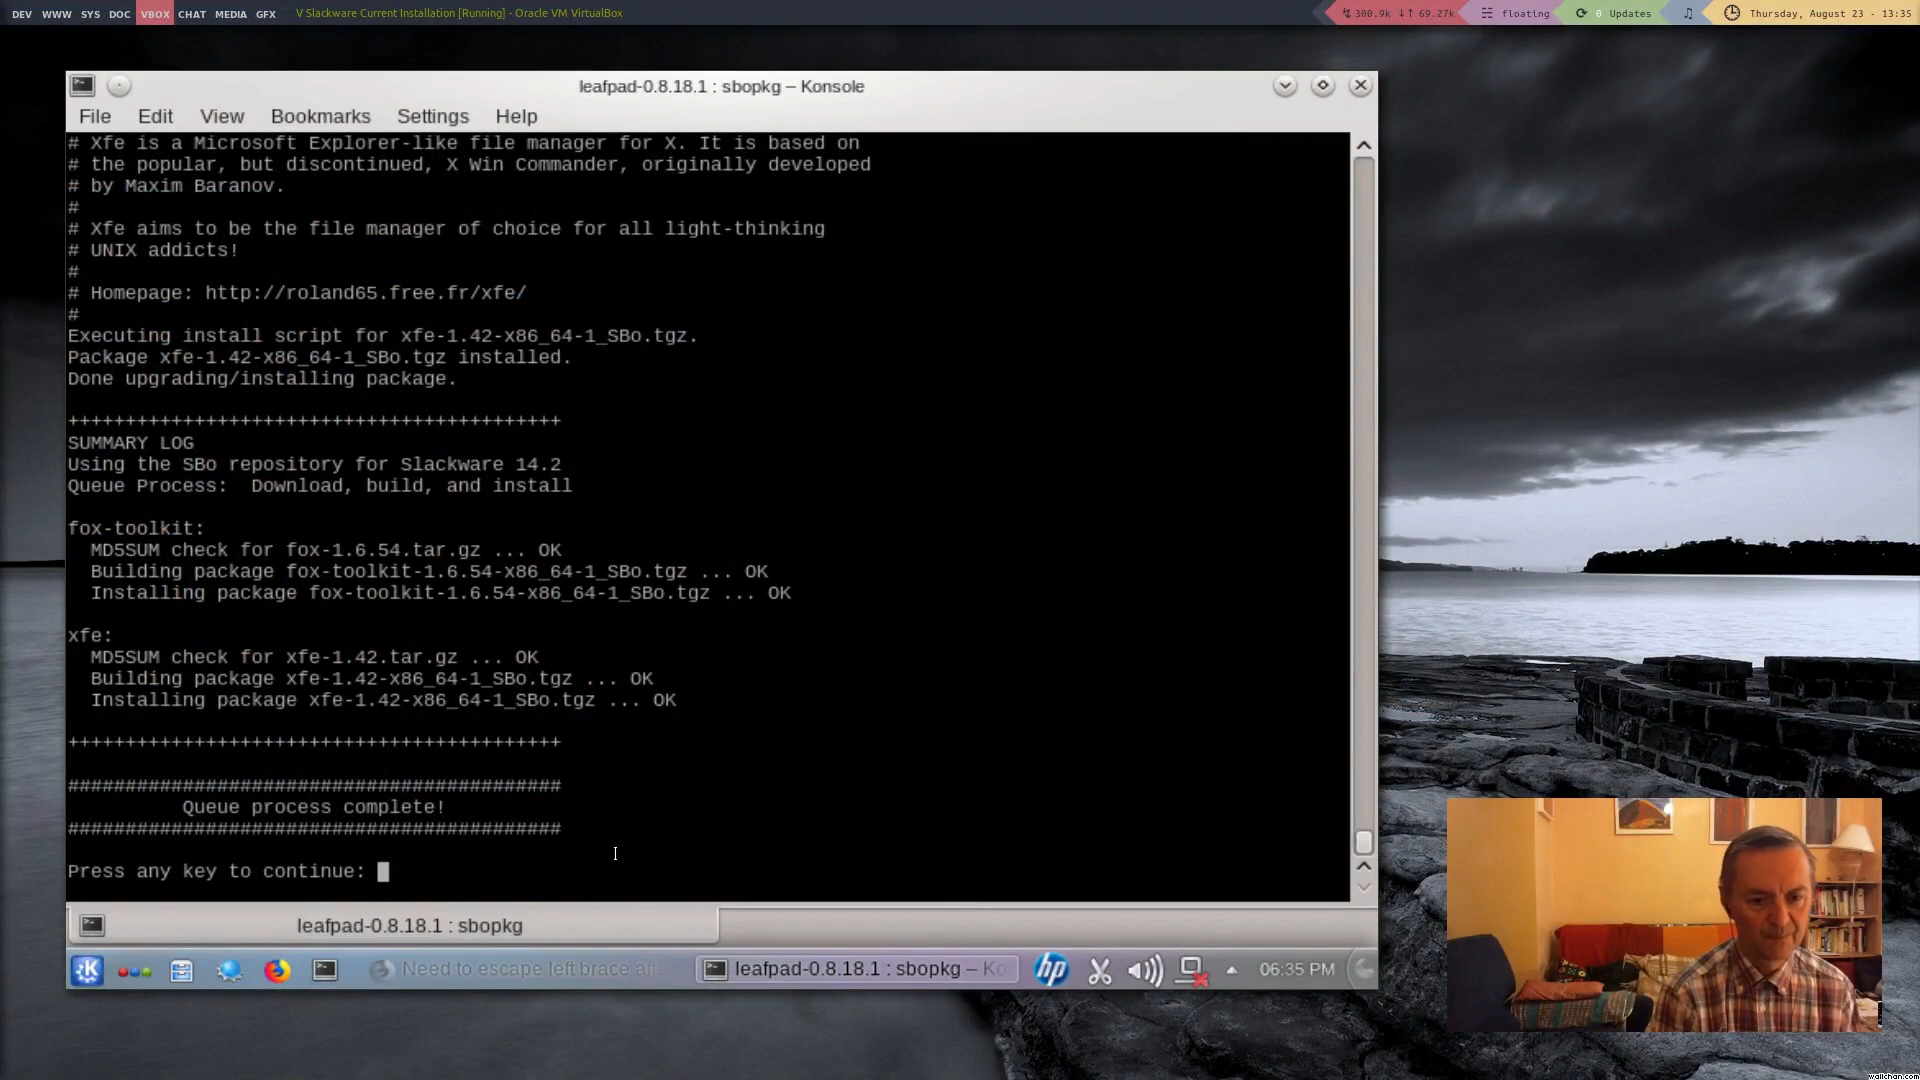 DEV WWW SYS DOC VBOX CHAT MEDIA GFX
V Slackware Current Installation [Running] - Oracle VM VirtualBox
300.9k ↓↑ 69.27k
floating
0 Updates
Thursday, August 23 - 13:35
leafpad-0.8.18.1 : sbopkg – Konsole
File Edit View Bookmarks Settings Help
# Xfe is a Microsoft Explorer-like file manager for X. It is based on
# the popular, but discontinued, X Win Commander, originally developed
# by Maxim Baranov.
#
# Xfe aims to be the file manager of choice for all light-thinking
# UNIX addicts!
#
# Homepage: http://roland65.free.fr/xfe/
#
Executing install script for xfe-1.42-x86_64-1_SBo.tgz.
Package xfe-1.42-x86_64-1_SBo.tgz installed.
Done upgrading/installing package.
+++++++++++++++++++++++++++++++++++++++++++
SUMMARY LOG
Using the SBo repository for Slackware 14.2
Queue Process:  Download, build, and install
fox-toolkit:
MD5SUM check for fox-1.6.54.tar.gz ... OK
Building package fox-toolkit-1.6.54-x86_64-1_SBo.tgz ... OK
Installing package fox-toolkit-1.6.54-x86_64-1_SBo.tgz ... OK
xfe:
MD5SUM check for xfe-1.42.tar.gz ... OK
Building package xfe-1.42-x86_64-1_SBo.tgz ... OK
Installing package xfe-1.42-x86_64-1_SBo.tgz ... OK
+++++++++++++++++++++++++++++++++++++++++++
###########################################
Queue process complete!
###########################################
Press any key to continue:
leafpad-0.8.18.1 : sbopkg
Need to escape left brace
leafpad-0.8.18.1 : sbopkg – Ko
hp
06:35 PM
wallchan.com